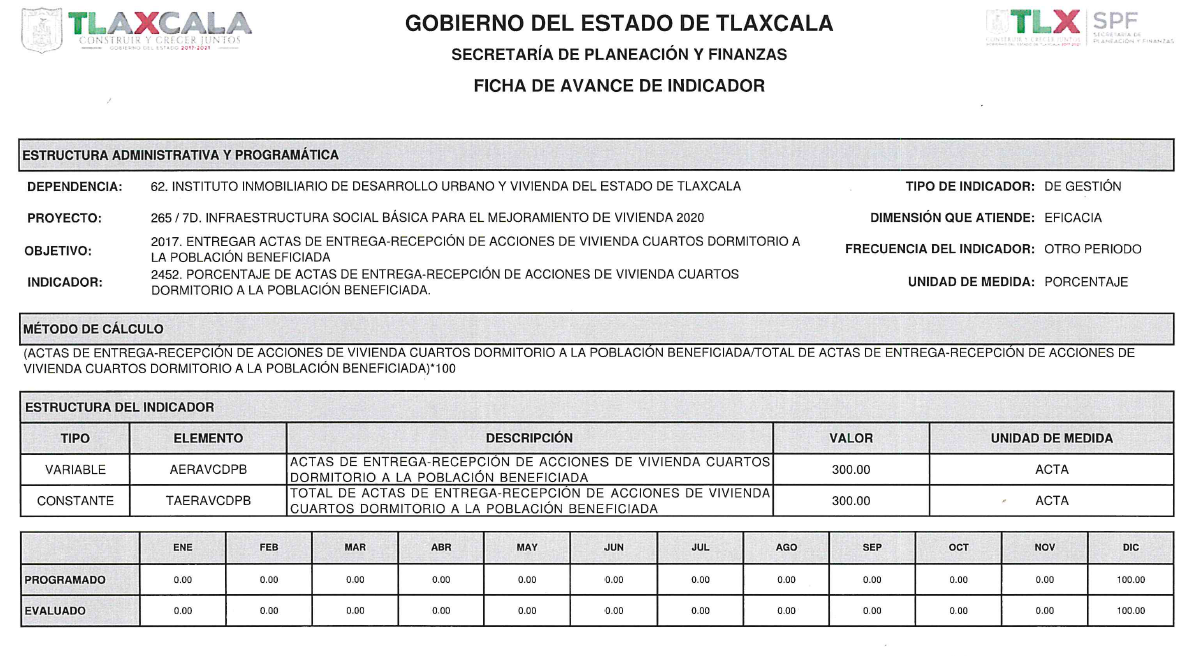 TLAXCALA
CONSTRUIR Y CRECER JUNTOS
GOBIERNO DEL ESTADO 2017-2021
GOBIERNO DEL ESTADO DE TLAXCALA
SECRETARÍA DE PLANEACIÓN Y FINANZAS
FICHA DE AVANCE DE INDICADOR
TLX SPF
CONSTRUIR Y CRECER JUNTOS
SECRETARÍA DE
PLANEACIÓN Y FINANZAS
ESTRUCTURA ADMINISTRATIVA Y PROGRAMÁTICA
DEPENDENCIA: 62. INSTITUTO INMOBILIARIO DE DESARROLLO URBANO Y VIVIENDA DEL ESTADO DE TLAXCALA TIPO DE INDICADOR: DE GESTIÓN
PROYECTO: 265 / 7D. INFRAESTRUCTURA SOCIAL BÁSICA PARA EL MEJORAMIENTO DE VIVIENDA 2020 DIMENSIÓN QUE ATIENDE: EFICACIA
OBJETIVO: 2017. ENTREGAR ACTAS DE ENTREGA-RECEPCIÓN DE ACCIONES DE VIVIENDA CUARTOS DORMITORIO A
LA POBLACIÓN BENEFICIADA FRECUENCIA DEL INDICADOR: OTRO PERIODO
INDICADOR: 2452. PORCENTAJE DE ACTAS DE ENTREGA-RECEPCIÓN DE ACCIONES DE VIVIENDA CUARTOS
DORMITORIO A LA POBLACIÓN BENEFICIADA. UNIDAD DE MEDIDA: PORCENTAJE
MÉTODO DE CÁLCULO
(ACTAS DE ENTREGA-RECEPCIÓN DE ACCIONES DE VIVIENDA CUARTOS DORMITORIO A LA POBLACIÓN BENEFICIADA/TOTAL DE ACTAS DE ENTREGA-RECEPCIÓN DE ACCIONES DE
VIVIENDA CUARTOS DORMITORIO A LA POBLACIÓN BENEFICIADA)*100
ESTRUCTURA DEL INDICADOR
TIPO ELEMENTO DESCRIPCIÓN VALOR UNIDAD DE MEDIDA
VARIABLE AERAVCDPB ACTAS DE ENTREGA-RECEPCIÓN DE ACCIONES DE VIVIENDA CUARTOS
DORMITORIO A LA POBLACIÓN BENEFICIADA 300.00 ACTA
CONSTANTE TAERAVCDPB TOTAL DE ACTAS DE ENTREGA-RECEPCIÓN DE ACCIONES DE VIVIENDA
CUARTOS DORMITORIO A LA POBLACIÓN BENEFICIADA 300.00 ACTA
ENE FEB MAR ABR MAY JUN JUL AGO SEP OCT NOV DIC
PROGRAMADO 0.00 0.00 0.00 0.00 0.00 0.00 0.00 0.00 0.00 0.00 0.00 100.00
EVALUADO 0.00 0.00 0.00 0.00 0.00 0.00 0.00 0.00 0.00 0.00 0.00 100.00